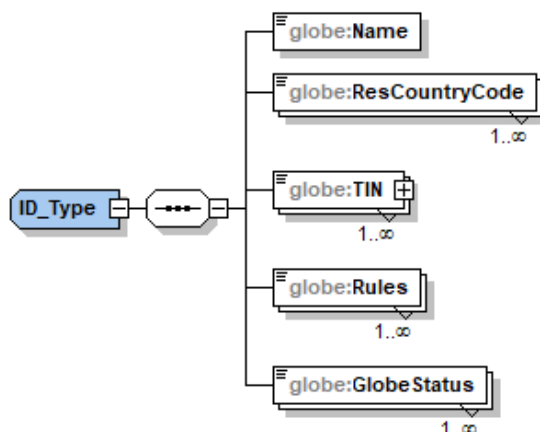 globe:Name
globe:ResCountryCode
1..∞
globe:TIN
1..∞
ID_Type
globe:Rules
1..∞
globe:GlobeStatus
1..∞